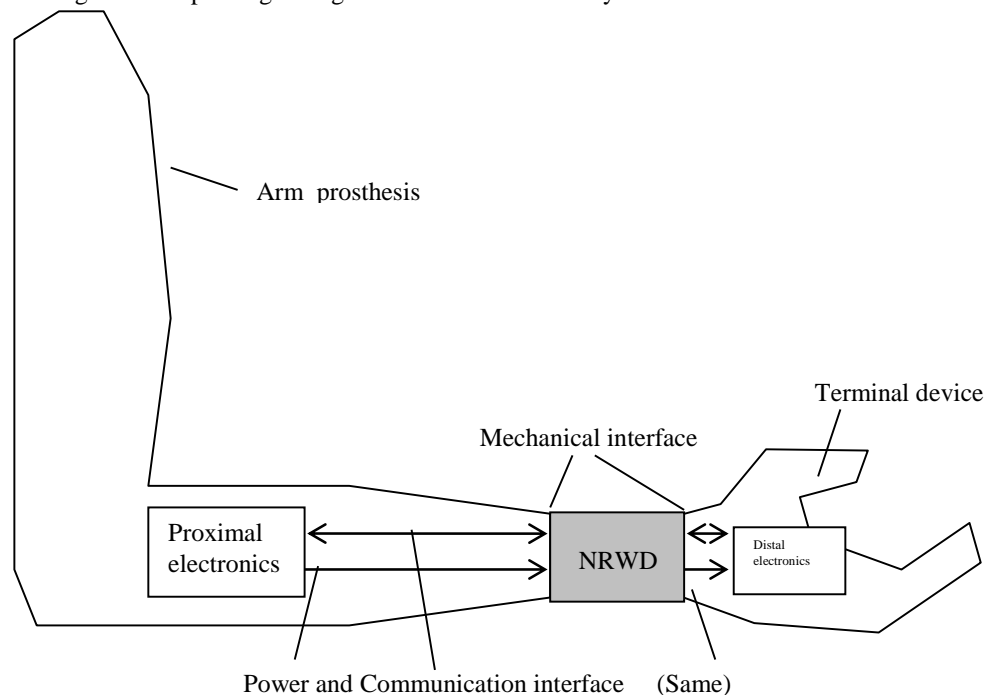 Arm prosthesis
Terminal device
Mechanical interface
Proximal
electronics
NRWD
Distal
electronics
Power and Communication interface (Same)